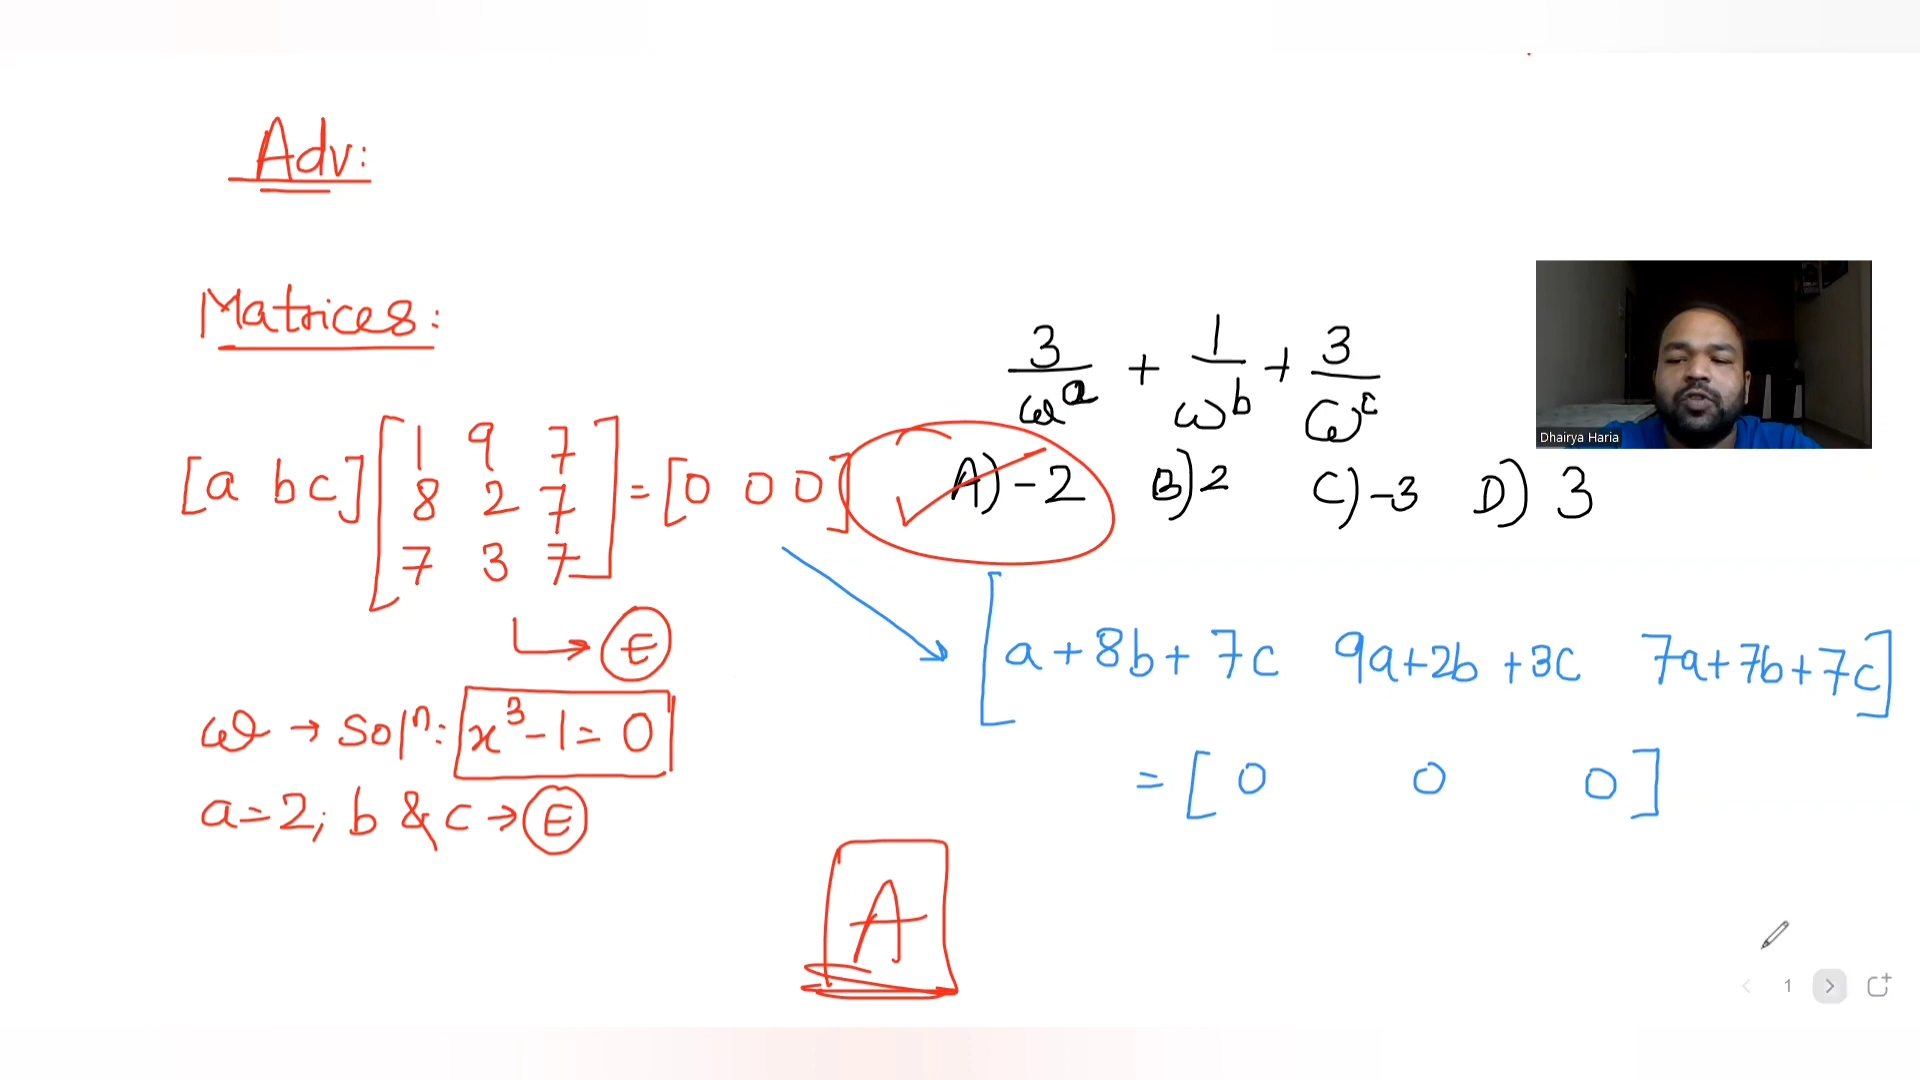 Adv:
Matrices:
3/ω^a + 1/ω^b + 3/ω^c
[a b c] [1 9 7
8 2 7
7 3 7] = [0 0 0]
A) -2 B) 2 C) -3 D) 3
Dhairya Haria
[a+8b+7c 9a+2b+3c 7a+7b+7c]
= [0 0 0]
→ E
ω → Solⁿ: x³-1=0
a=2; b & c → E
A
1